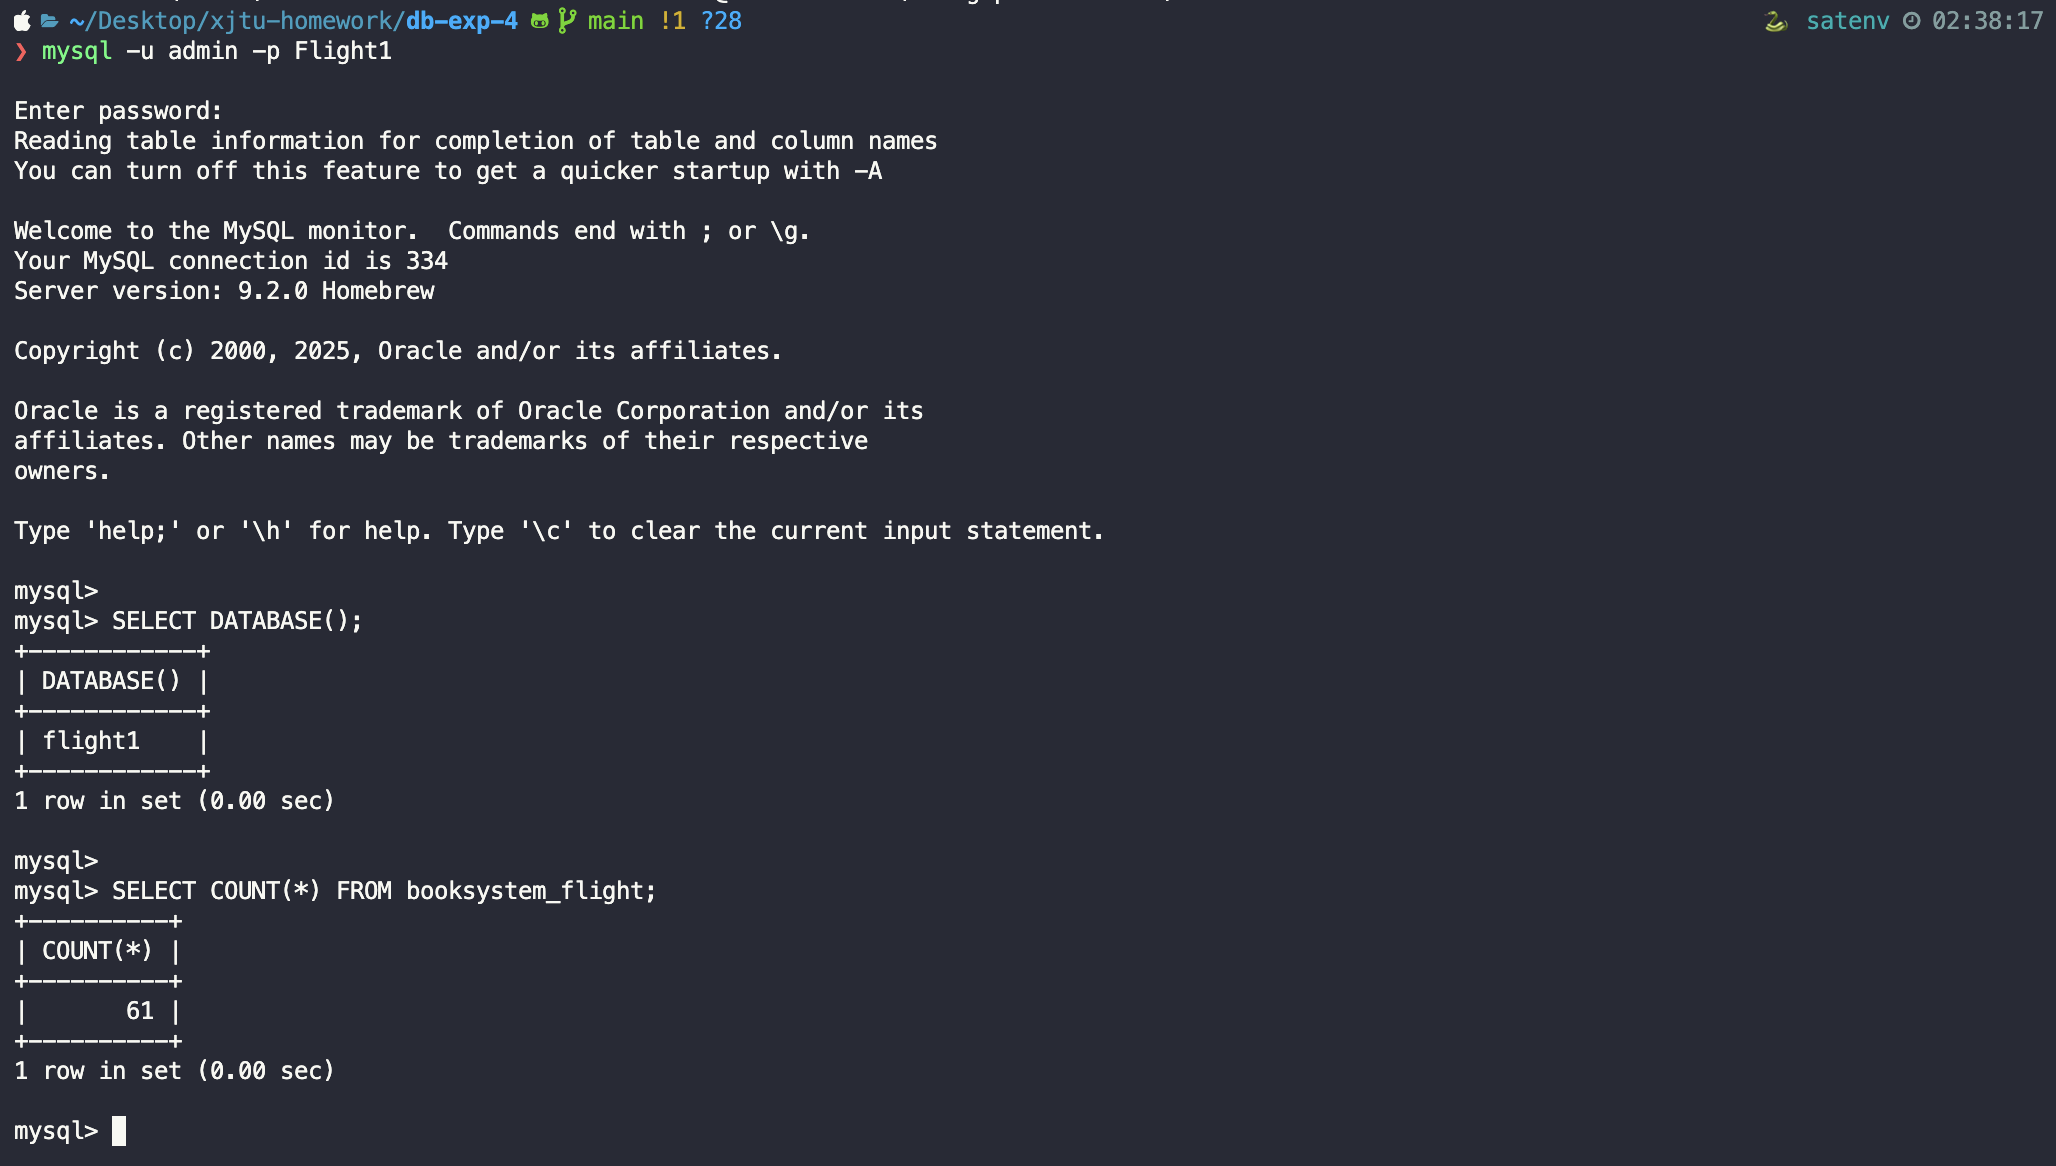 ~/Desktop/xjtu-homework/db-exp-4 main !1 ?28 satenv 02:38:17
❯ mysql -u admin -p Flight1
Enter password:
Reading table information for completion of table and column names
You can turn off this feature to get a quicker startup with -A
Welcome to the MySQL monitor.  Commands end with ; or \g.
Your MySQL connection id is 334
Server version: 9.2.0 Homebrew
Copyright (c) 2000, 2025, Oracle and/or its affiliates.
Oracle is a registered trademark of Oracle Corporation and/or its
affiliates. Other names may be trademarks of their respective
owners.
Type 'help;' or '\h' for help. Type '\c' to clear the current input statement.
mysql>
mysql> SELECT DATABASE();
+------------+
| DATABASE() |
+------------+
| flight1    |
+------------+
1 row in set (0.00 sec)
mysql>
mysql> SELECT COUNT(*) FROM booksystem_flight;
+----------+
| COUNT(*) |
+----------+
|       61 |
+----------+
1 row in set (0.00 sec)
mysql>